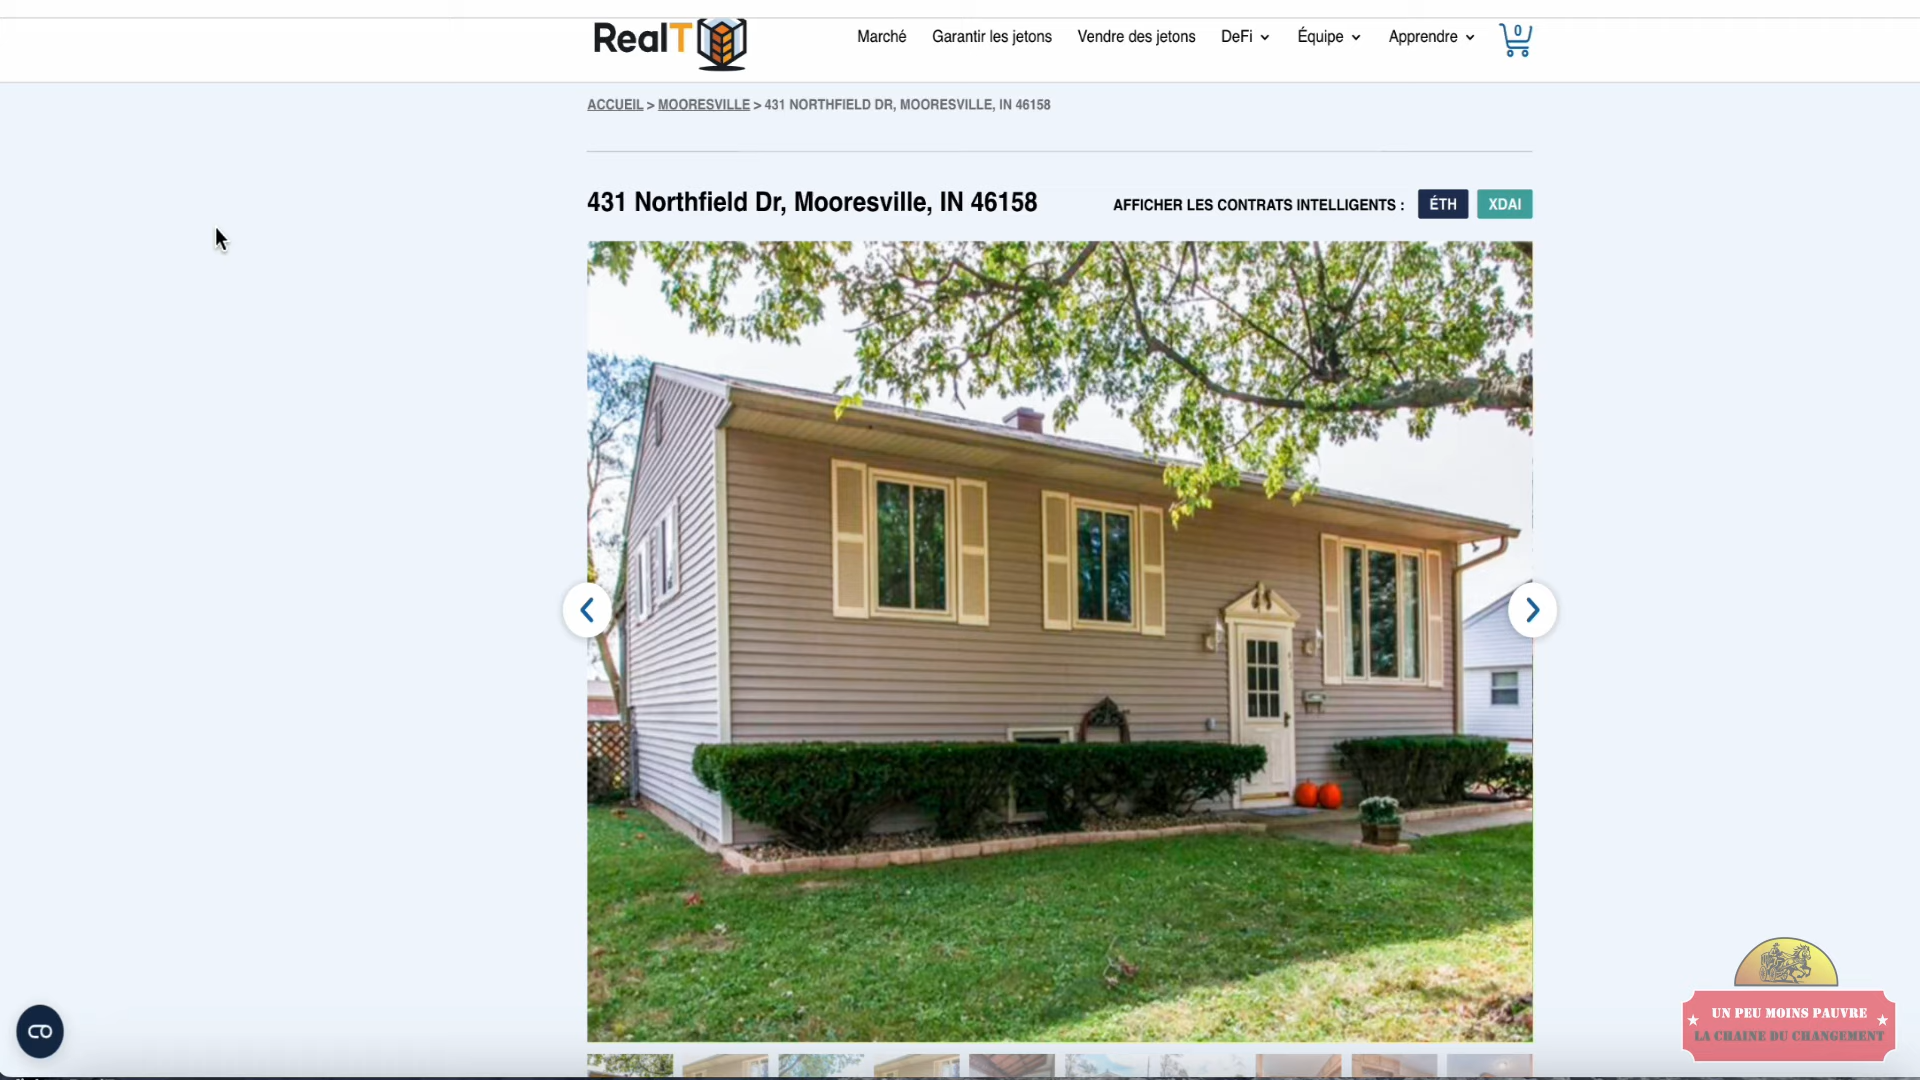 RealT
Marché
Garantir les jetons
Vendre des jetons
DeFi
Équipe
Apprendre
0
ACCUEIL > MOORESVILLE > 431 NORTHFIELD DR, MOORESVILLE, IN 46158
431 Northfield Dr, Mooresville, IN 46158
AFFICHER LES CONTRATS INTELLIGENTS :
ÉTH
XDAI
UN PEU MOINS PAUVRE
LA CHAINE DU CHANGEMENT